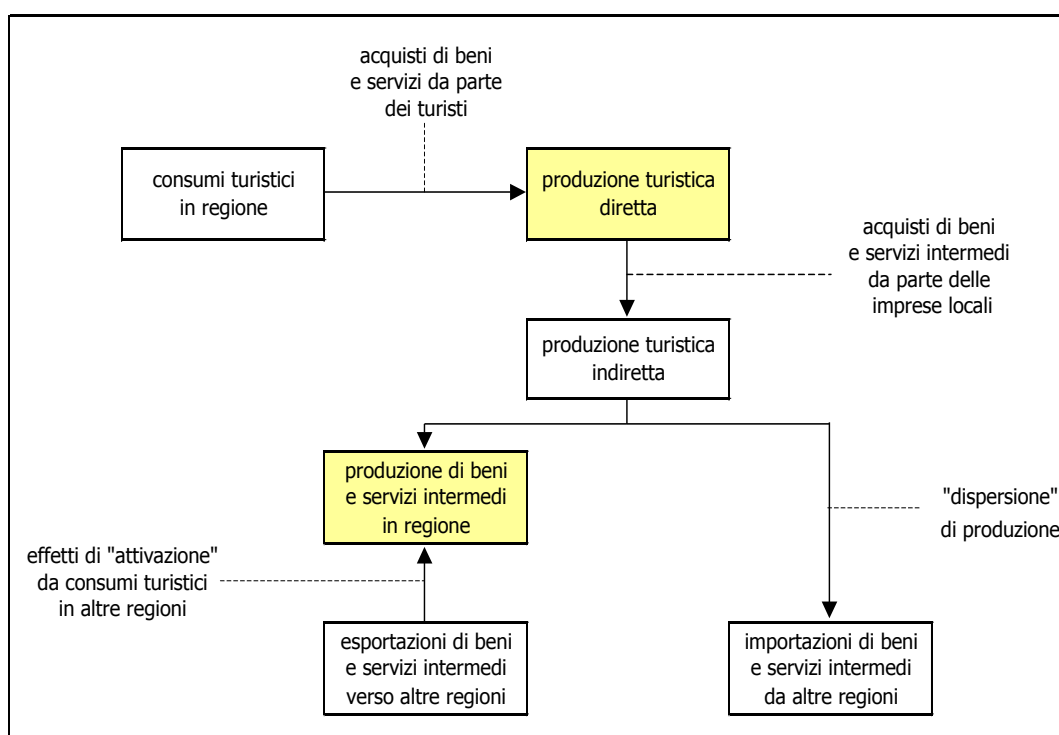 acquisti di beni
e servizi da parte
dei turisti
consumi turistici
in regione
produzione turistica
diretta
acquisti di beni
e servizi intermedi
da parte delle
imprese locali
produzione turistica
indiretta
produzione di beni
e servizi intermedi
in regione
"dispersione"
di produzione
effetti di "attivazione"
da consumi turistici
in altre regioni
esportazioni di beni
e servizi intermedi
verso altre regioni
importazioni di beni
e servizi intermedi
da altre regioni